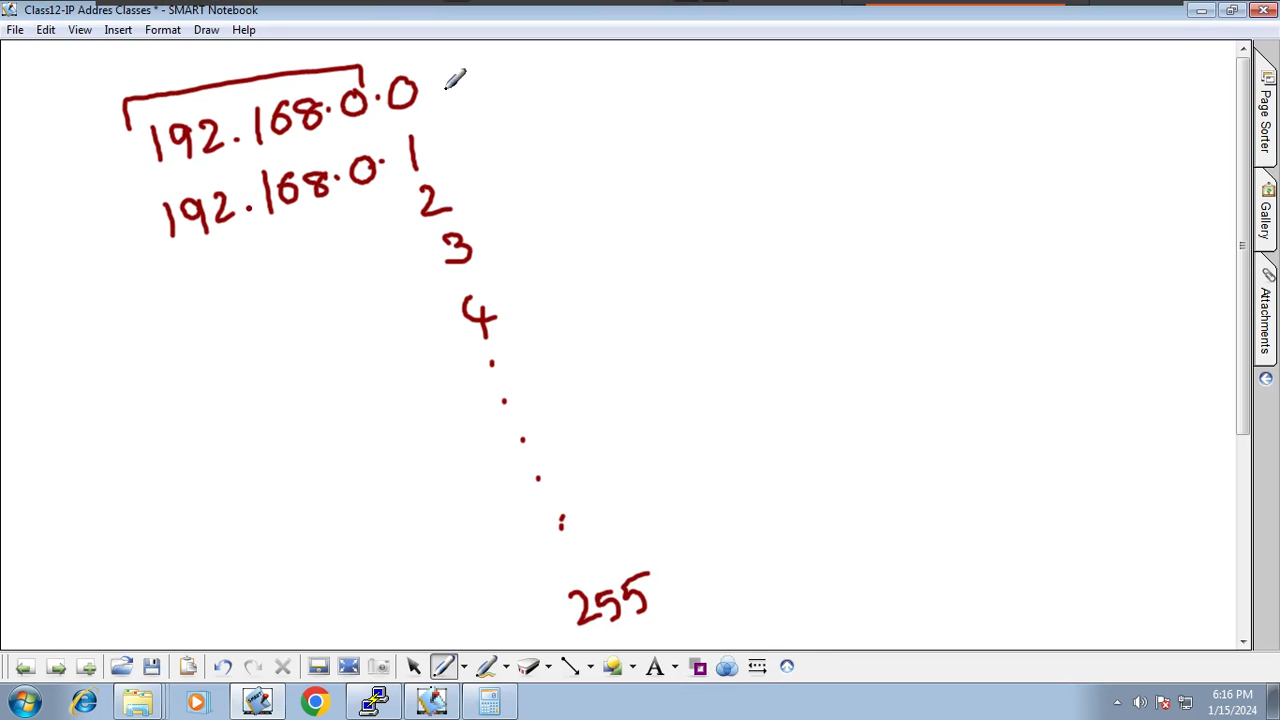 Class12-IP Addres Classes * - SMART Notebook
File Edit View Insert Format Draw Help
192.168.0.0
192.168.0.1
2
3
4
.
.
.
.
:
255
Page Sorter
Gallery
Attachments
6:16 PM
1/15/2024